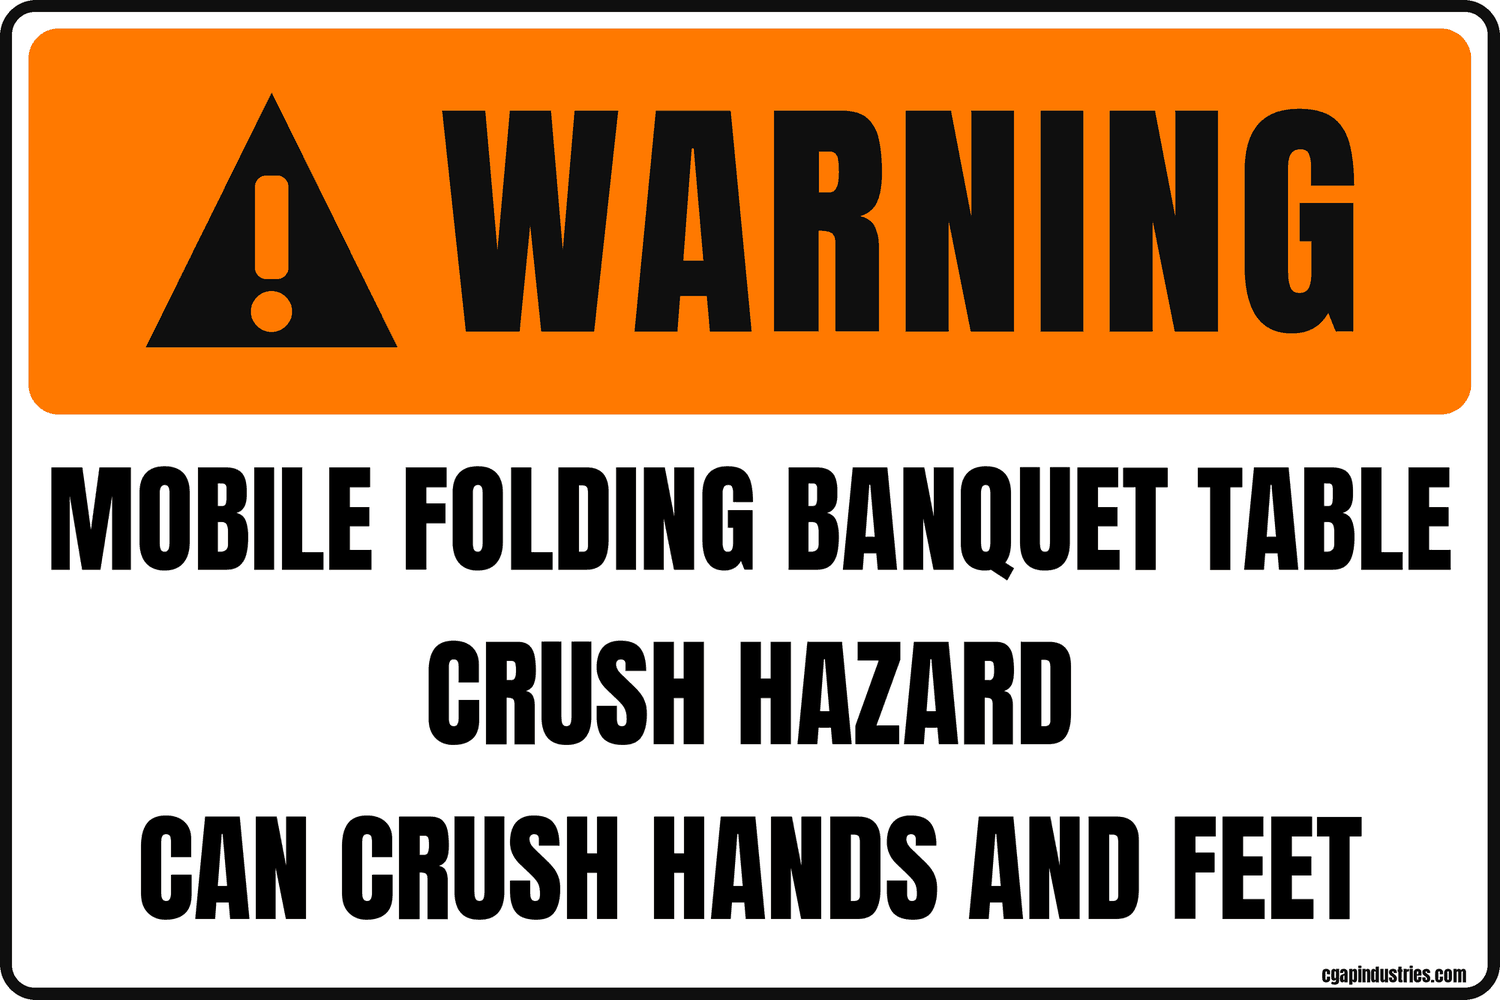 WARNING
MOBILE FOLDING BANQUET TABLE
CRUSH HAZARD
CAN CRUSH HANDS AND FEET
cgapindustries.com